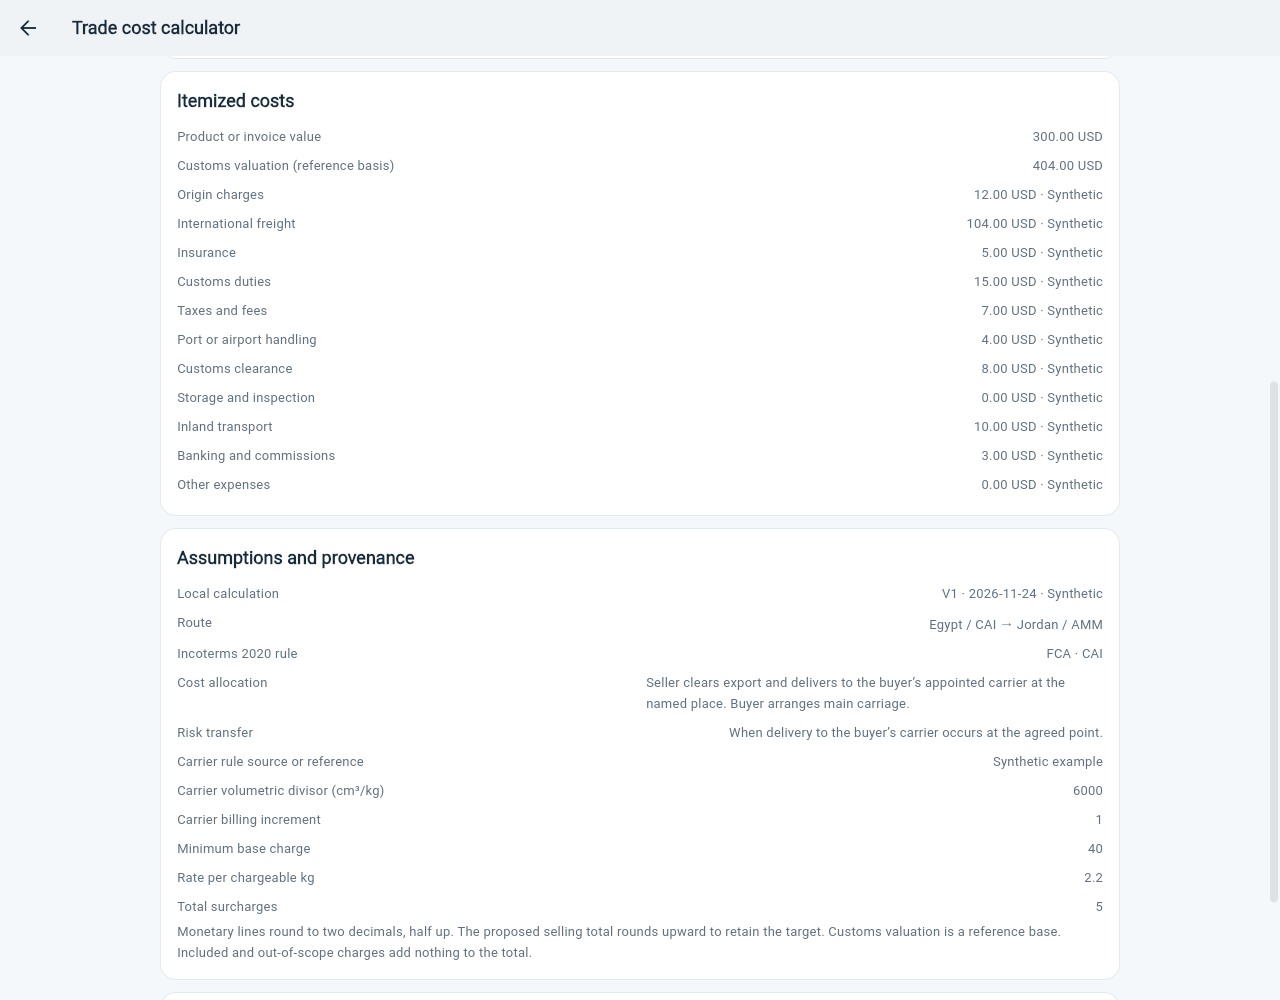 Trade cost calculator
Itemized costs
Product or invoice value 300.00 USD
Customs valuation (reference basis) 404.00 USD
Origin charges 12.00 USD · Synthetic
International freight 104.00 USD · Synthetic
Insurance 5.00 USD · Synthetic
Customs duties 15.00 USD · Synthetic
Taxes and fees 7.00 USD · Synthetic
Port or airport handling 4.00 USD · Synthetic
Customs clearance 8.00 USD · Synthetic
Storage and inspection 0.00 USD · Synthetic
Inland transport 10.00 USD · Synthetic
Banking and commissions 3.00 USD · Synthetic
Other expenses 0.00 USD · Synthetic
Assumptions and provenance
Local calculation V1 · 2026-11-24 · Synthetic
Route Egypt / CAI → Jordan / AMM
Incoterms 2020 rule FCA · CAI
Cost allocation Seller clears export and delivers to the buyer’s appointed carrier at the
named place. Buyer arranges main carriage.
Risk transfer When delivery to the buyer’s carrier occurs at the agreed point.
Carrier rule source or reference Synthetic example
Carrier volumetric divisor (cm³/kg) 6000
Carrier billing increment 1
Minimum base charge 40
Rate per chargeable kg 2.2
Total surcharges 5
Monetary lines round to two decimals, half up. The proposed selling total rounds upward to retain the target. Customs valuation is a reference base.
Included and out-of-scope charges add nothing to the total.